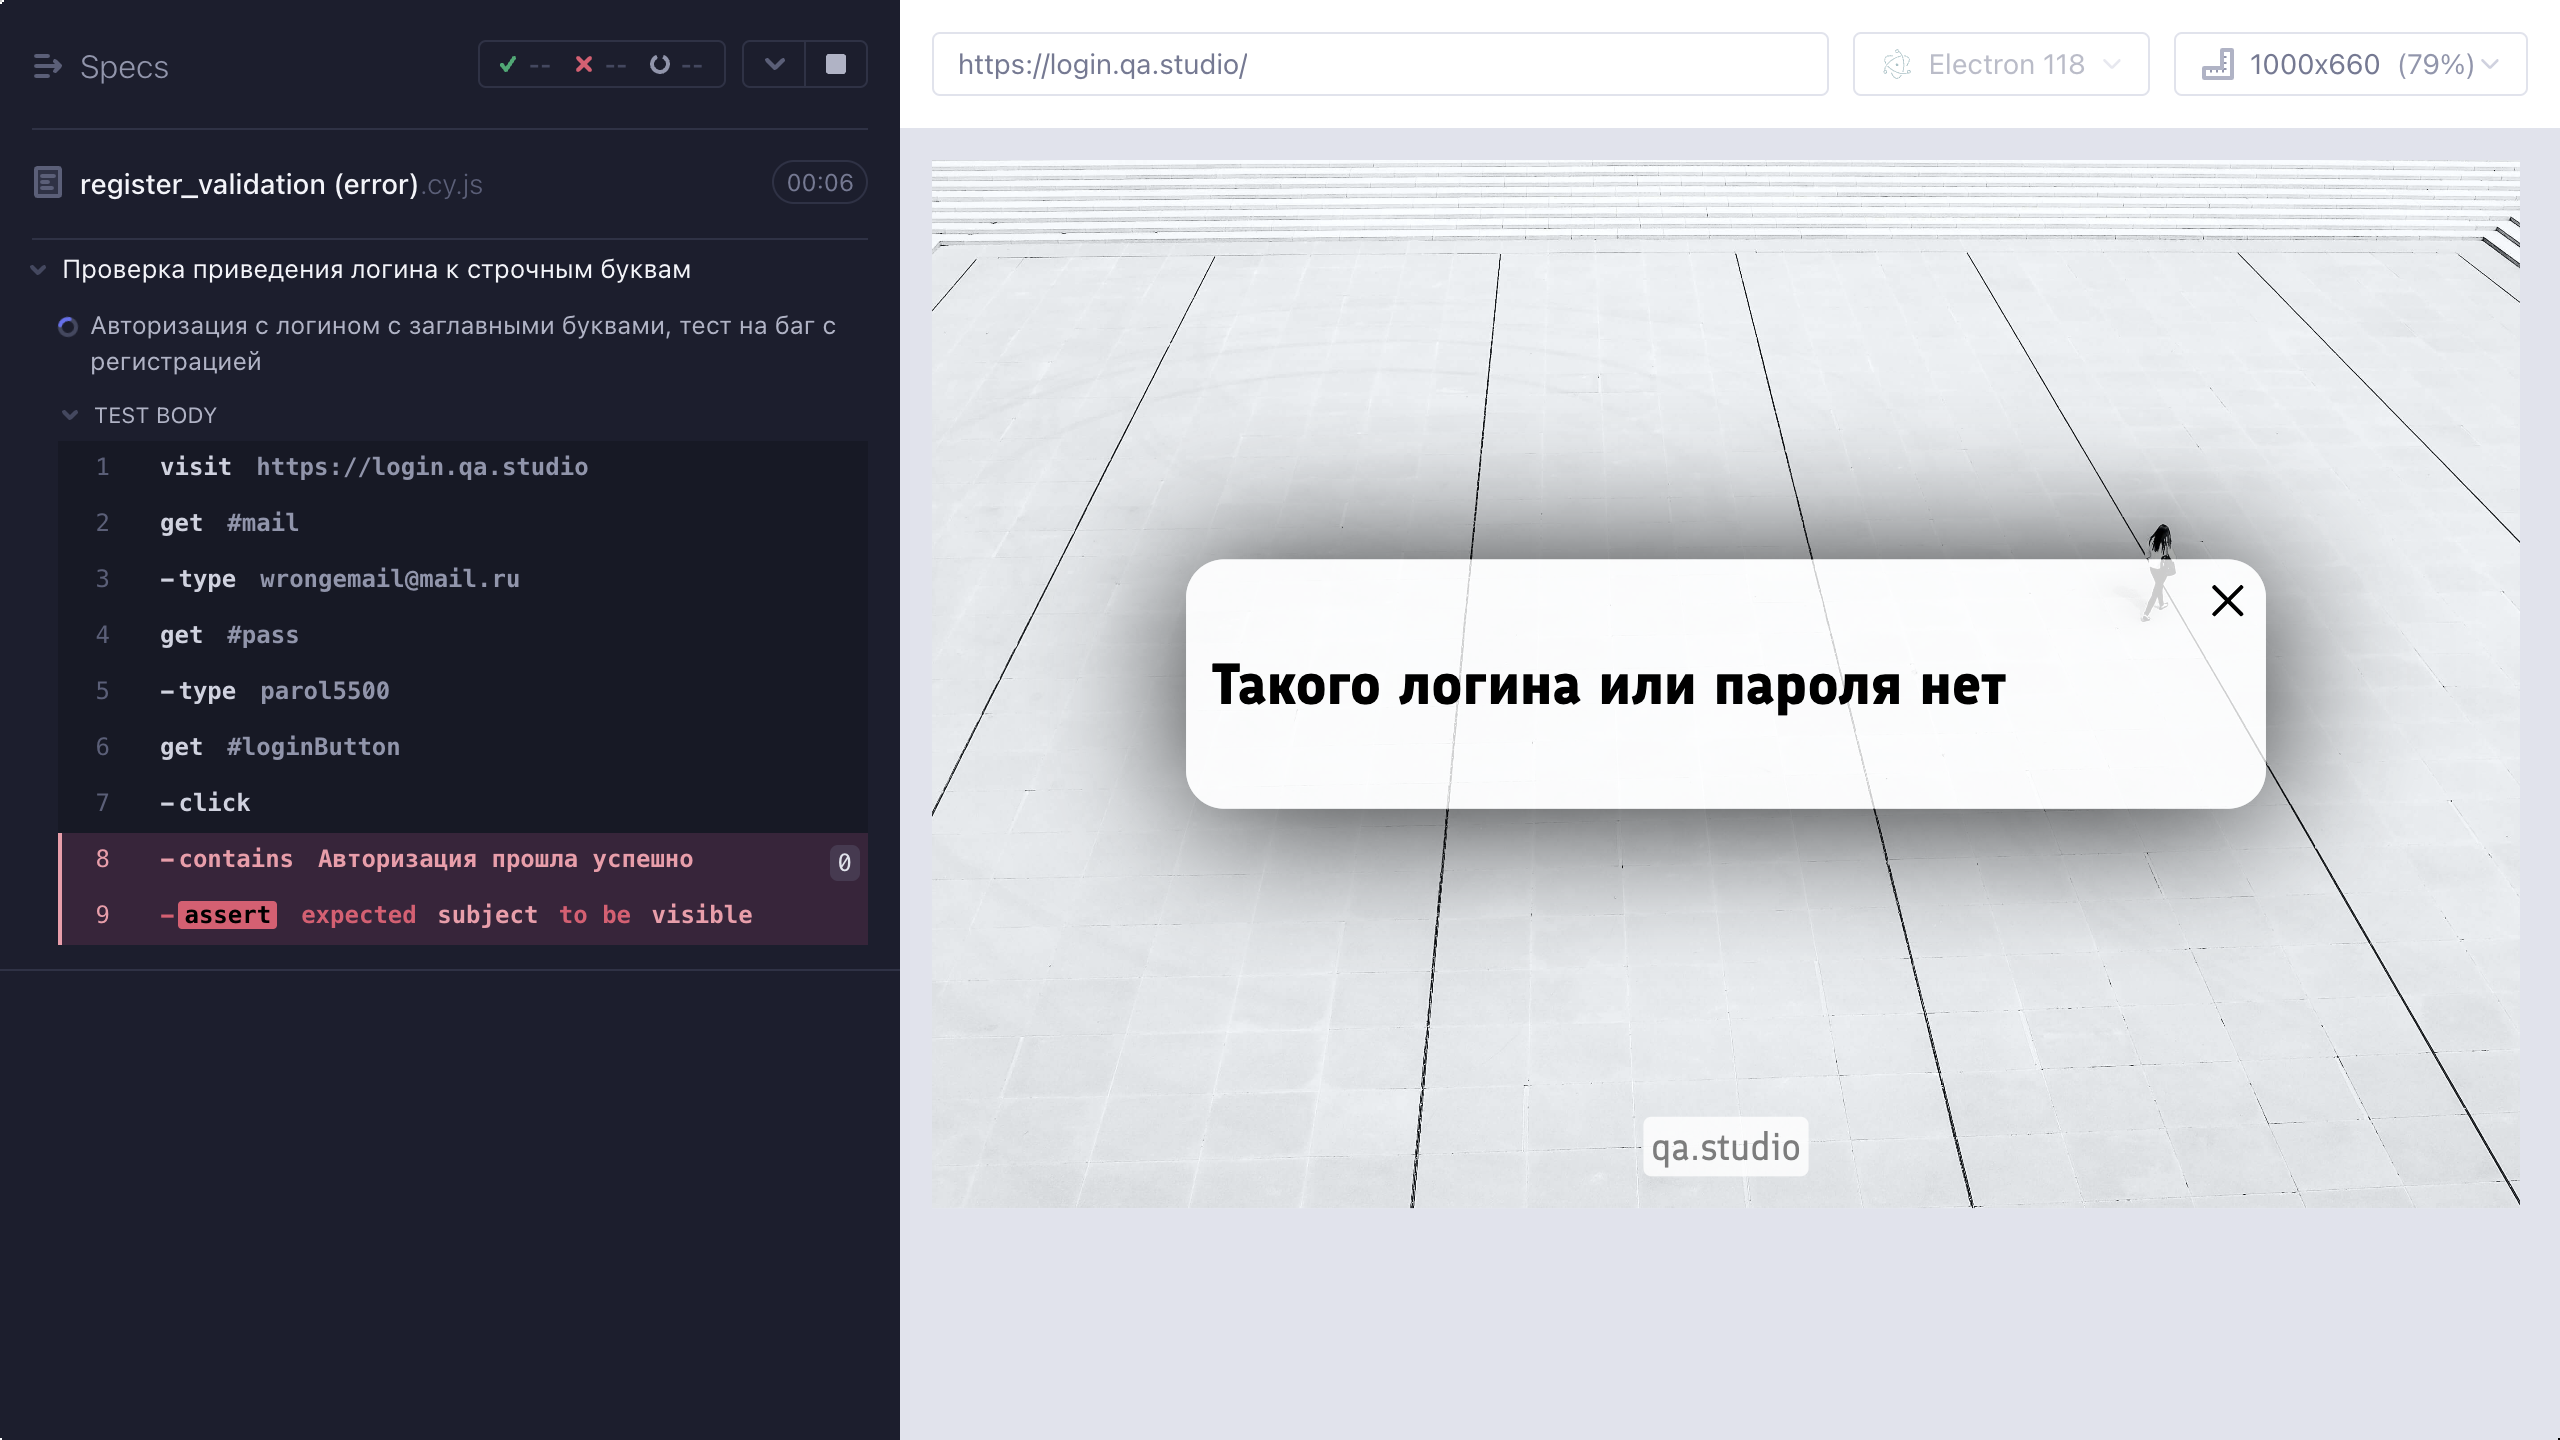 Specs
-- -- --
register_validation (error).cy.js
00:06
Проверка приведения логина к строчным буквам
Авторизация с логином с заглавными буквами, тест на баг с
регистрацией
TEST BODY
1 visit https://login.qa.studio
2 get #mail
3 -type wrongemail@mail.ru
4 get #pass
5 -type parol5500
6 get #loginButton
7 -click
8 -contains Авторизация прошла успешно 0
9 -assert expected subject to be visible
https://login.qa.studio/
Electron 118
1000x660 (79%)
Такого логина или пароля нет
qa.studio